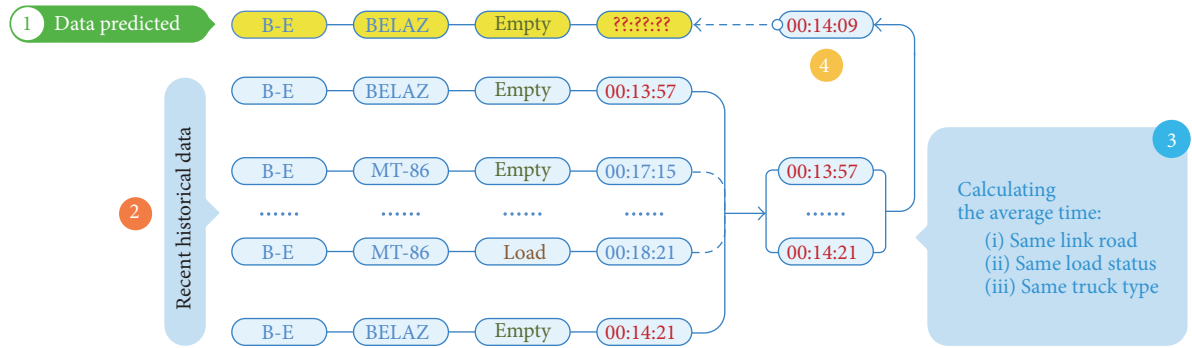 1 Data predicted B-E BELAZ Empty ??:??:?? 00:14:09
4
B-E BELAZ Empty 00:13:57
3
Recent historical data
2
B-E MT-86 Empty 00:17:15 00:13:57
...... ...... ...... ...... ......
B-E MT-86 Load 00:18:21 00:14:21
B-E BELAZ Empty 00:14:21
Calculating
the average time:
(i) Same link road
(ii) Same load status
(iii) Same truck type